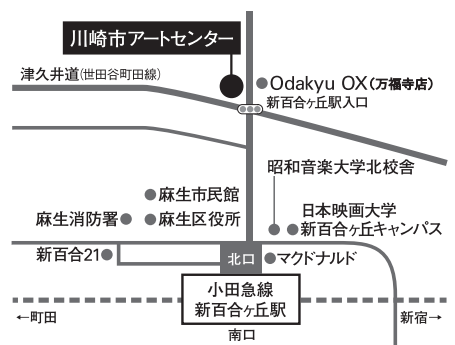 川崎市アートセンター
津久井道(世田谷町田線)
Odakyu OX(万福寺店)
新百合ヶ丘駅入口
昭和音楽大学北校舎
麻生市民館
麻生消防署
麻生区役所
日本映画大学
新百合ヶ丘キャンパス
新百合21
北口
マクドナルド
小田急線
新百合ヶ丘駅
←町田
新宿→
南口